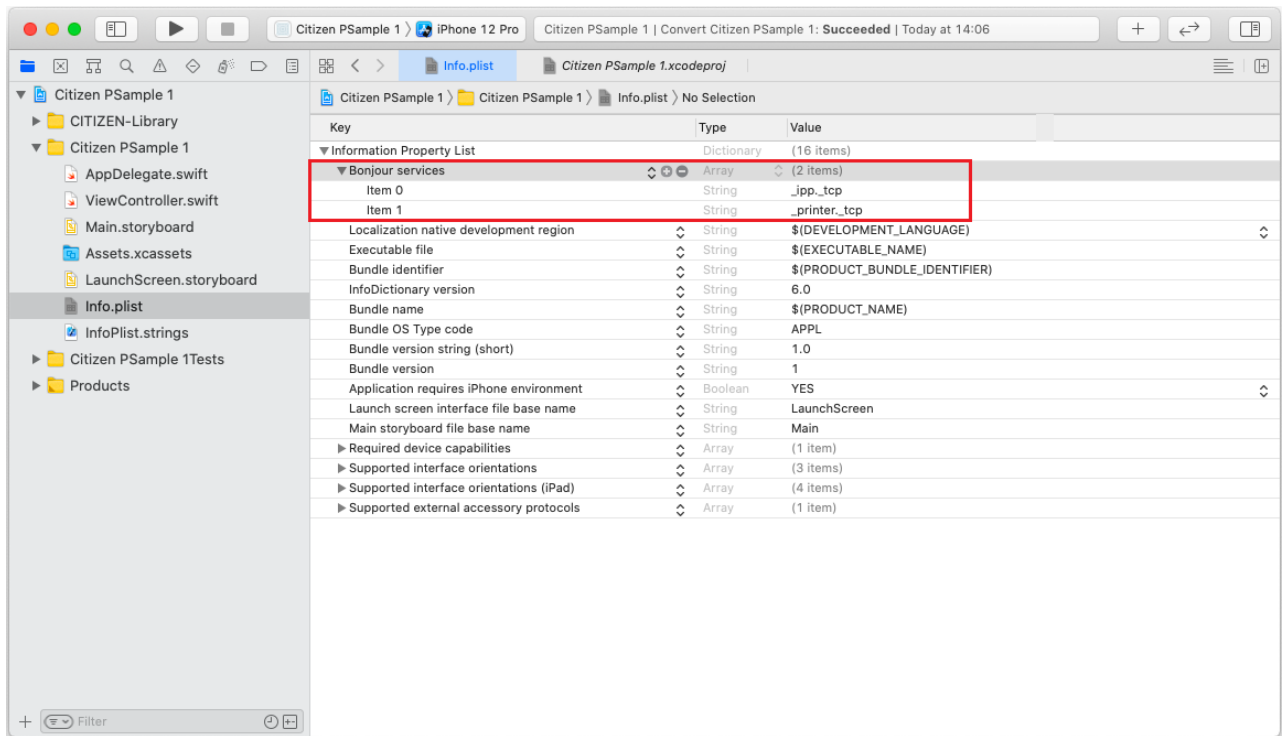 Citizen PSample 1 〉 iPhone 12 Pro
Citizen PSample 1 | Convert Citizen PSample 1: Succeeded | Today at 14:06
Info.plist
Citizen PSample 1.xcodeproj
Citizen PSample 1 〉 Citizen PSample 1 〉 Info.plist 〉 No Selection
Citizen PSample 1
CITIZEN-Library
Citizen PSample 1
AppDelegate.swift
ViewController.swift
Main.storyboard
Assets.xcassets
LaunchScreen.storyboard
Info.plist
InfoPlist.strings
Citizen PSample 1Tests
Products
Filter
Key Type Value
Information Property List Dictionary (16 items)
Bonjour services Array (2 items)
Item 0 String _ipp._tcp
Item 1 String _printer._tcp
Localization native development region String $(DEVELOPMENT_LANGUAGE)
Executable file String $(EXECUTABLE_NAME)
Bundle identifier String $(PRODUCT_BUNDLE_IDENTIFIER)
InfoDictionary version String 6.0
Bundle name String $(PRODUCT_NAME)
Bundle OS Type code String APPL
Bundle version string (short) String 1.0
Bundle version String 1
Application requires iPhone environment Boolean YES
Launch screen interface file base name String LaunchScreen
Main storyboard file base name String Main
Required device capabilities Array (1 item)
Supported interface orientations Array (3 items)
Supported interface orientations (iPad) Array (4 items)
Supported external accessory protocols Array (1 item)